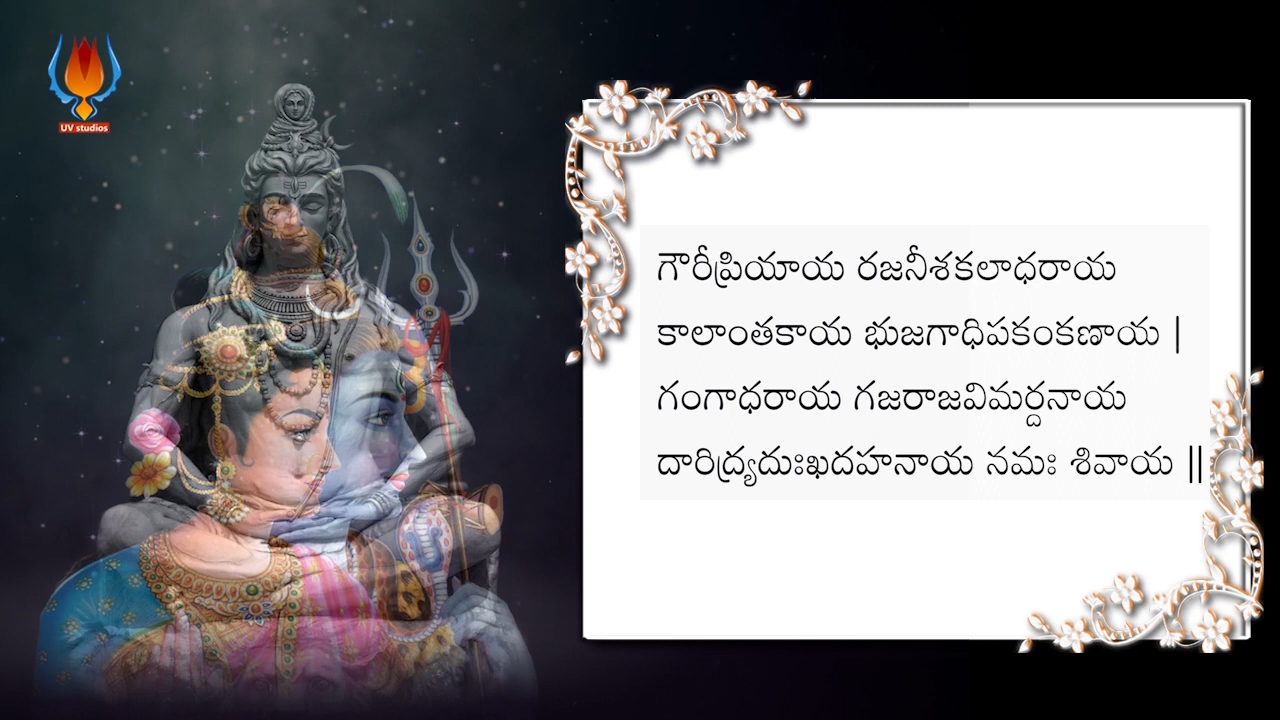 UV studios
గౌరీప్రియాయ రజనీశకలాధరాయ
కాలాంతకాయ భుజగాధిపకంకణాయ |
గంగాధరాయ గజరాజవిమర్దనాయ
దారిద్ర్యదుఃఖదహనాయ నమః శివాయ ||